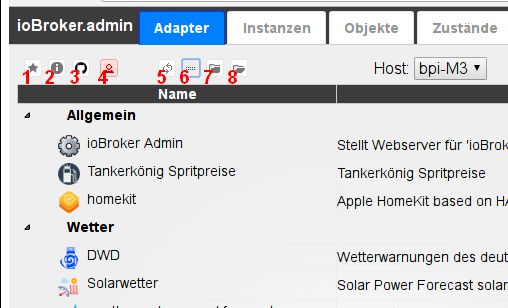 ioBroker.admin Adapter Instanzen Objekte Zustände
1 2 3 4 5 6 7 8 Host: bpi-M3
Name
Allgemein
ioBroker Admin Stellt Webserver für 'ioBrok
Tankerkönig Spritpreise Tankerkönig Spritpreise
homekit Apple HomeKit based on HA
Wetter
DWD Wetterwarnungen des deut
Solarwetter Solar Power Forecast solar